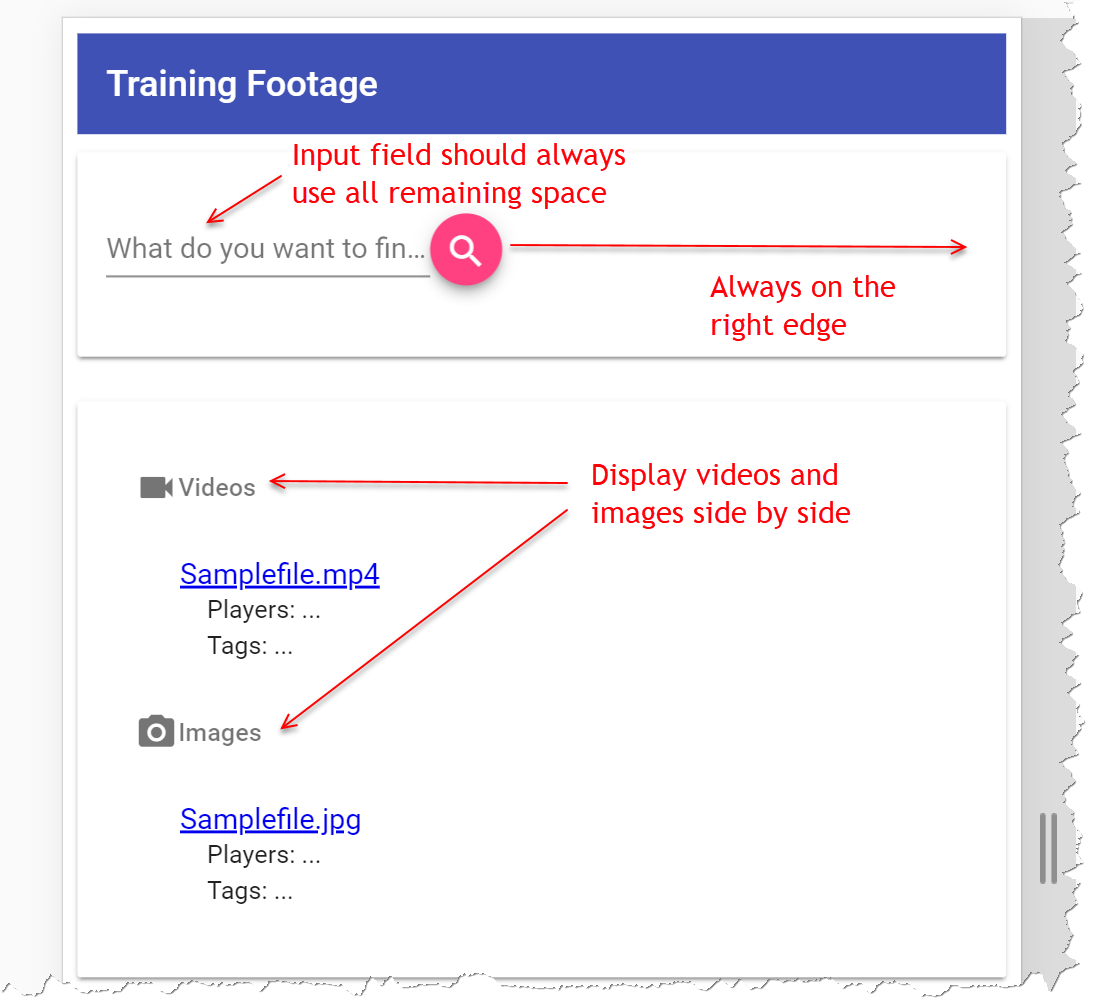 Training Footage
Input field should always
use all remaining space
What do you want to fin...
Always on the
right edge
Videos
Display videos and
images side by side
Samplefile.mp4
Players: ...
Tags: ...
Images
Samplefile.jpg
Players: ...
Tags: ...